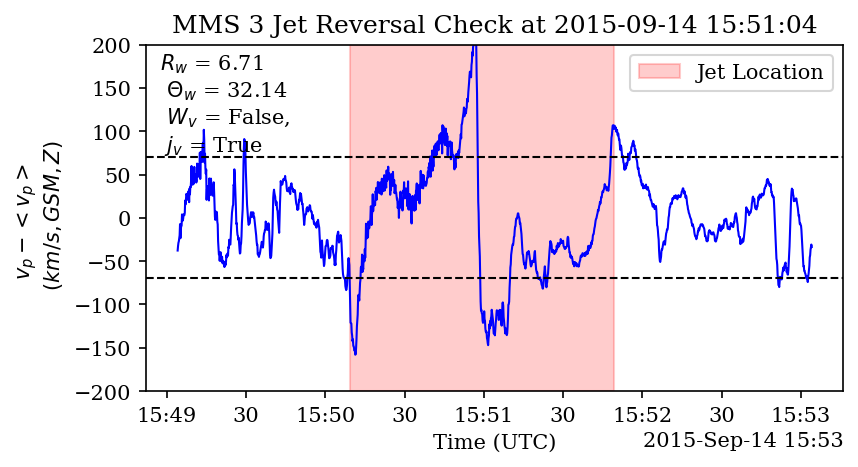 MMS 3 Jet Reversal Check at 2015-09-14 15:51:04
200
150
100
50
0
−50
−100
−150
−200
v_p − < v_p >
(km/s, GSM, Z)
R_w = 6.71
Θ_w = 32.14
W_v = False,
j_v = True
Jet Location
15:49 30 15:50 30 15:51 30 15:52 30 15:53
Time (UTC)
2015-Sep-14 15:53